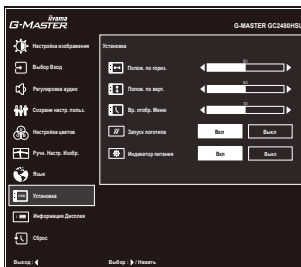 iiyama
G-MASTER
G-MASTER GC2480HSU
Настройка изображения
Выбор Вход
Регулировка аудио
Сохрани настр. польз.
Настройка цветов
Ручн. Настр. Изобр.
Язык
OSD Установка
Информация Дисплея
Сброс
Установка
Полож. по гориз.
50
Полож. по верт.
50
Вр. отобр. Меню
10
Запуск логотипа
Вкл
Выкл
Индикатор питания
Вкл
Выкл
Выход :
Выбор : / Нажать